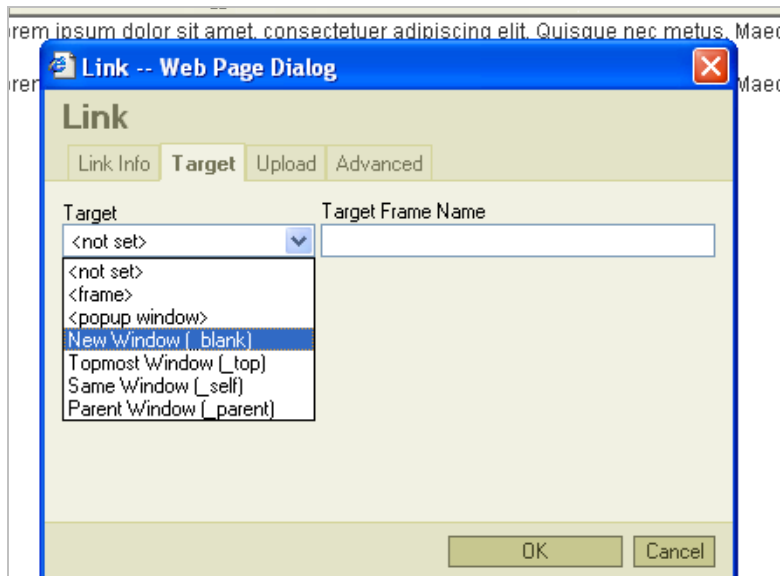 rem ipsum dolor sit amet, consectetuer adipiscing elit. Quisque nec metus. Maec
Link -- Web Page Dialog
Maec
Link
Link Info Target Upload Advanced
Target Target Frame Name
<not set>
<not set>
<frame>
<popup window>
New Window (_blank)
Topmost Window (_top)
Same Window (_self)
Parent Window (_parent)
OK Cancel